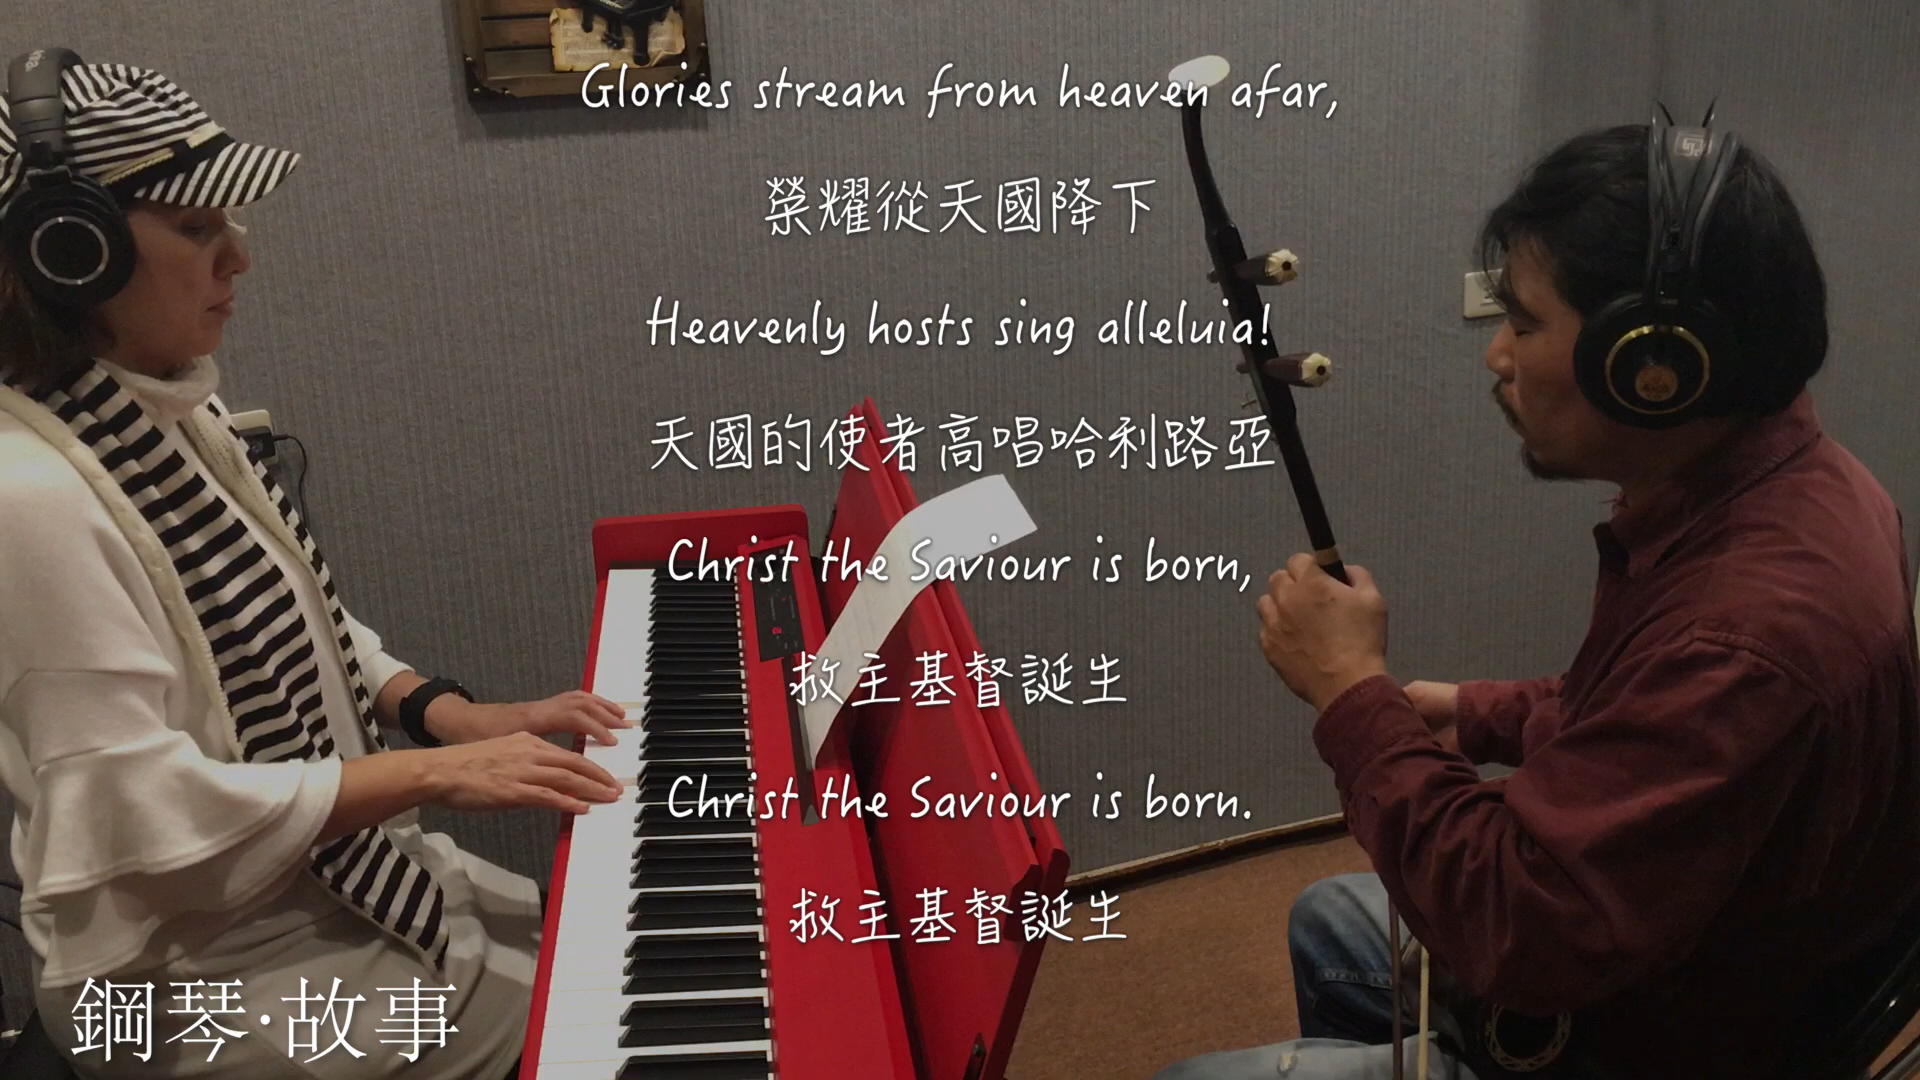 Glories stream from heaven afar,
榮耀從天國降下
Heavenly hosts sing alleluia!
天國的使者高唱哈利路亞
Christ the Saviour is born,
救主基督誕生
Christ the Saviour is born.
救主基督誕生
鋼琴·故事